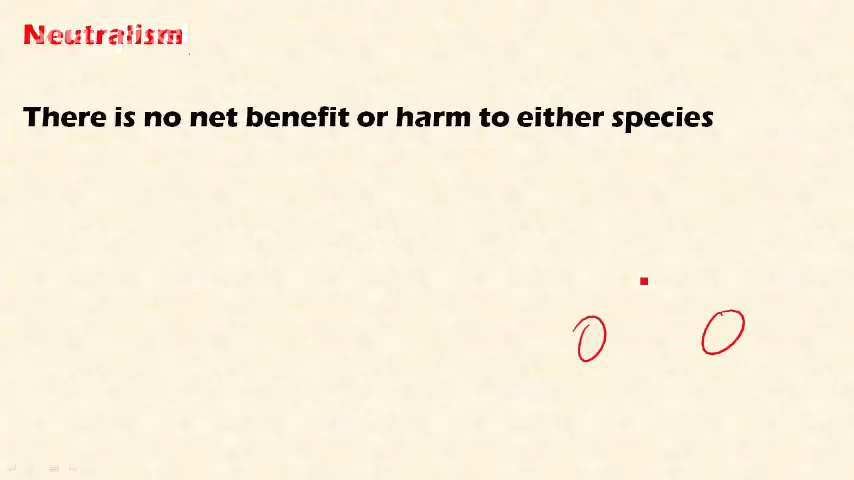 Neutralism
There is no net benefit or harm to either species
0 0